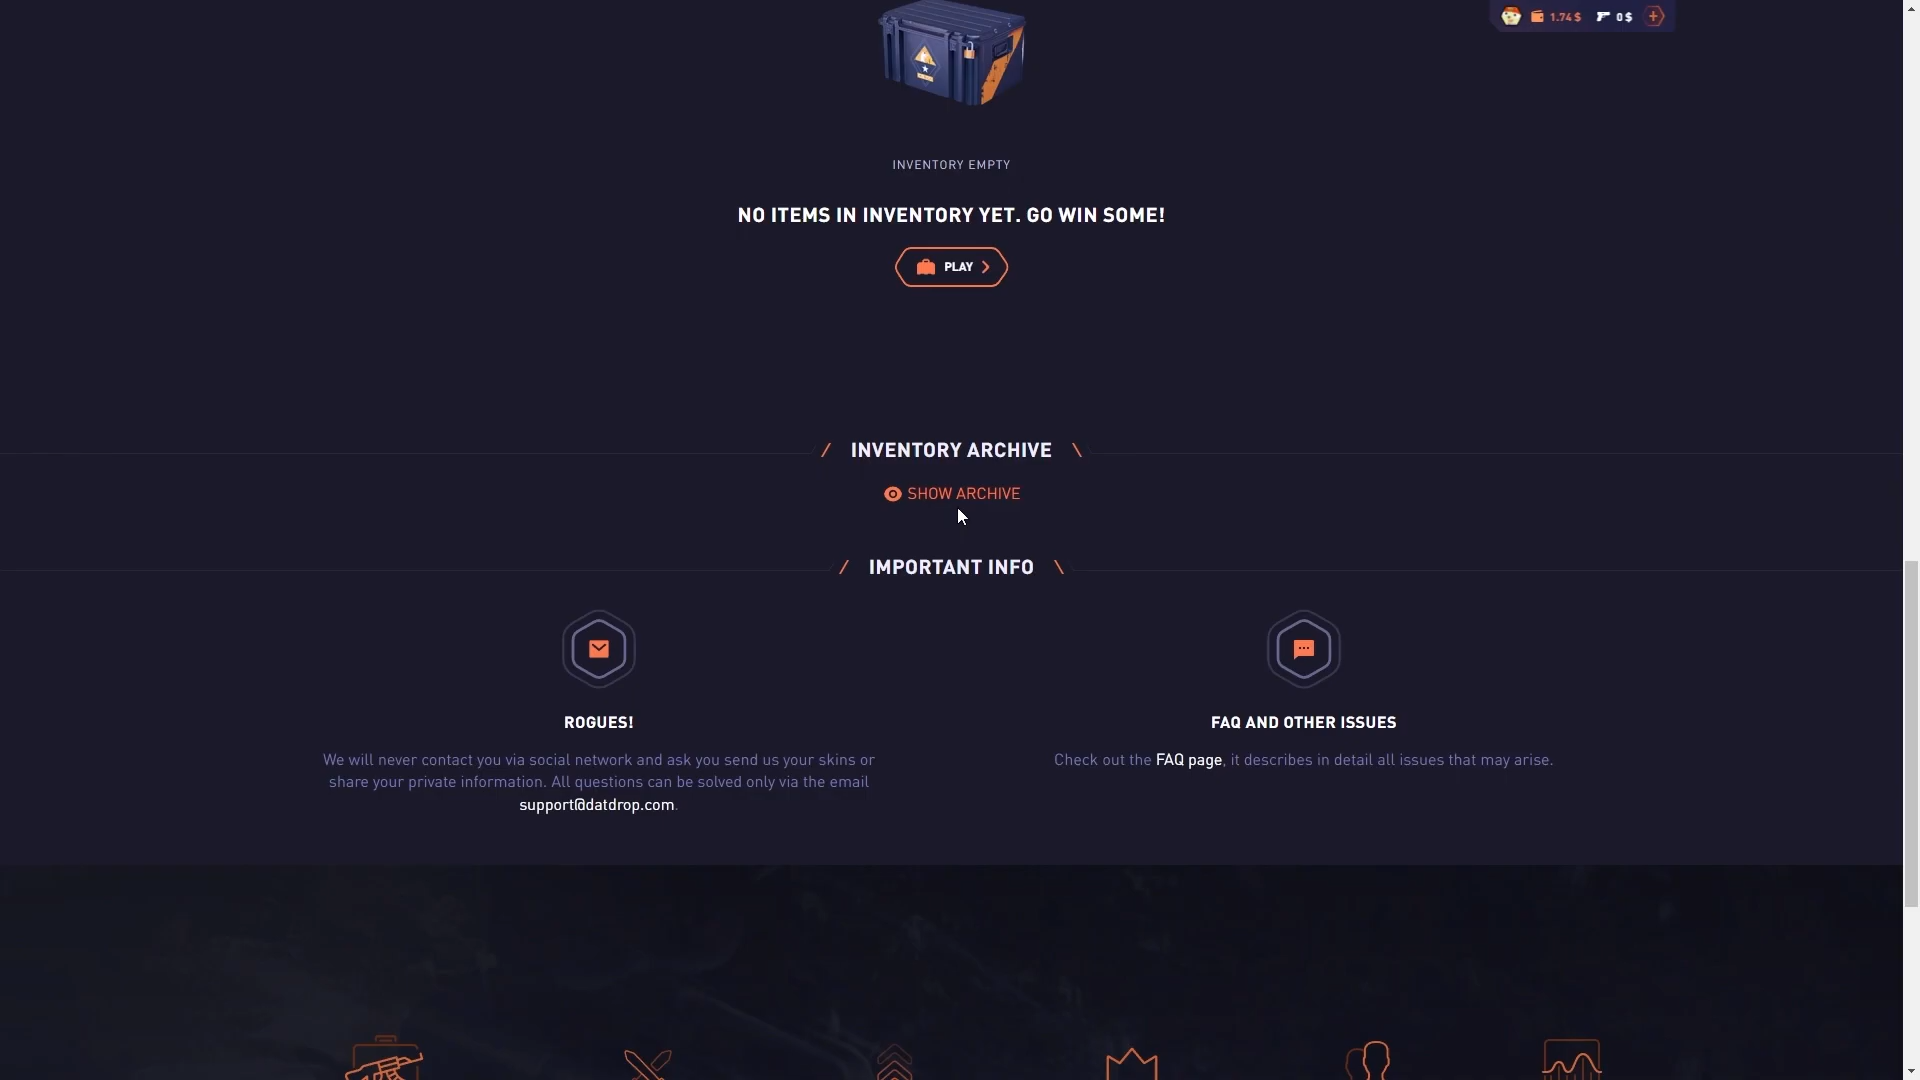 1.74 $ 0 $
INVENTORY EMPTY
NO ITEMS IN INVENTORY YET. GO WIN SOME!
PLAY
INVENTORY ARCHIVE
SHOW ARCHIVE
IMPORTANT INFO
ROGUES!
We will never contact you via social network and ask you send us your skins or
share your private information. All questions can be solved only via the email
support@datdrop.com.
FAQ AND OTHER ISSUES
Check out the FAQ page, it describes in detail all issues that may arise.